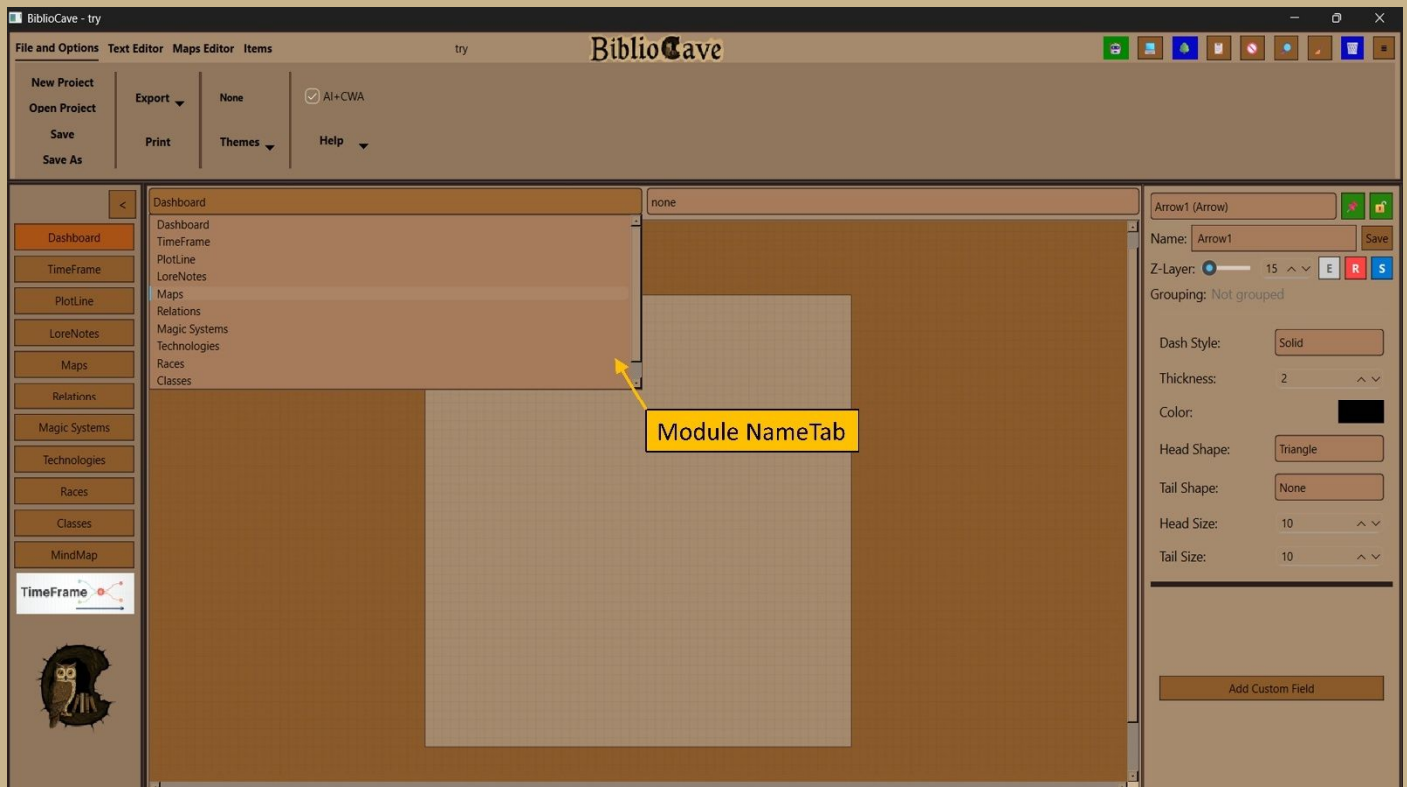 BiblioCave - try
File and Options Text Editor Maps Editor Items
try
BiblioCave
New Project
Open Project
Save
Save As
Export
Print
None
Themes
AI+CWA
Help
<
Dashboard
TimeFrame
PlotLine
LoreNotes
Maps
Relations
Magic Systems
Technologies
Races
Classes
MindMap
TimeFrame
Dashboard
none
Dashboard
TimeFrame
PlotLine
LoreNotes
Maps
Relations
Magic Systems
Technologies
Races
Classes
Module NameTab
Arrow1 (Arrow)
Name: Arrow1 Save
Z-Layer: 15 E R S
Grouping: Not grouped
Dash Style: Solid
Thickness: 2
Color:
Head Shape: Triangle
Tail Shape: None
Head Size: 10
Tail Size: 10
Add Custom Field